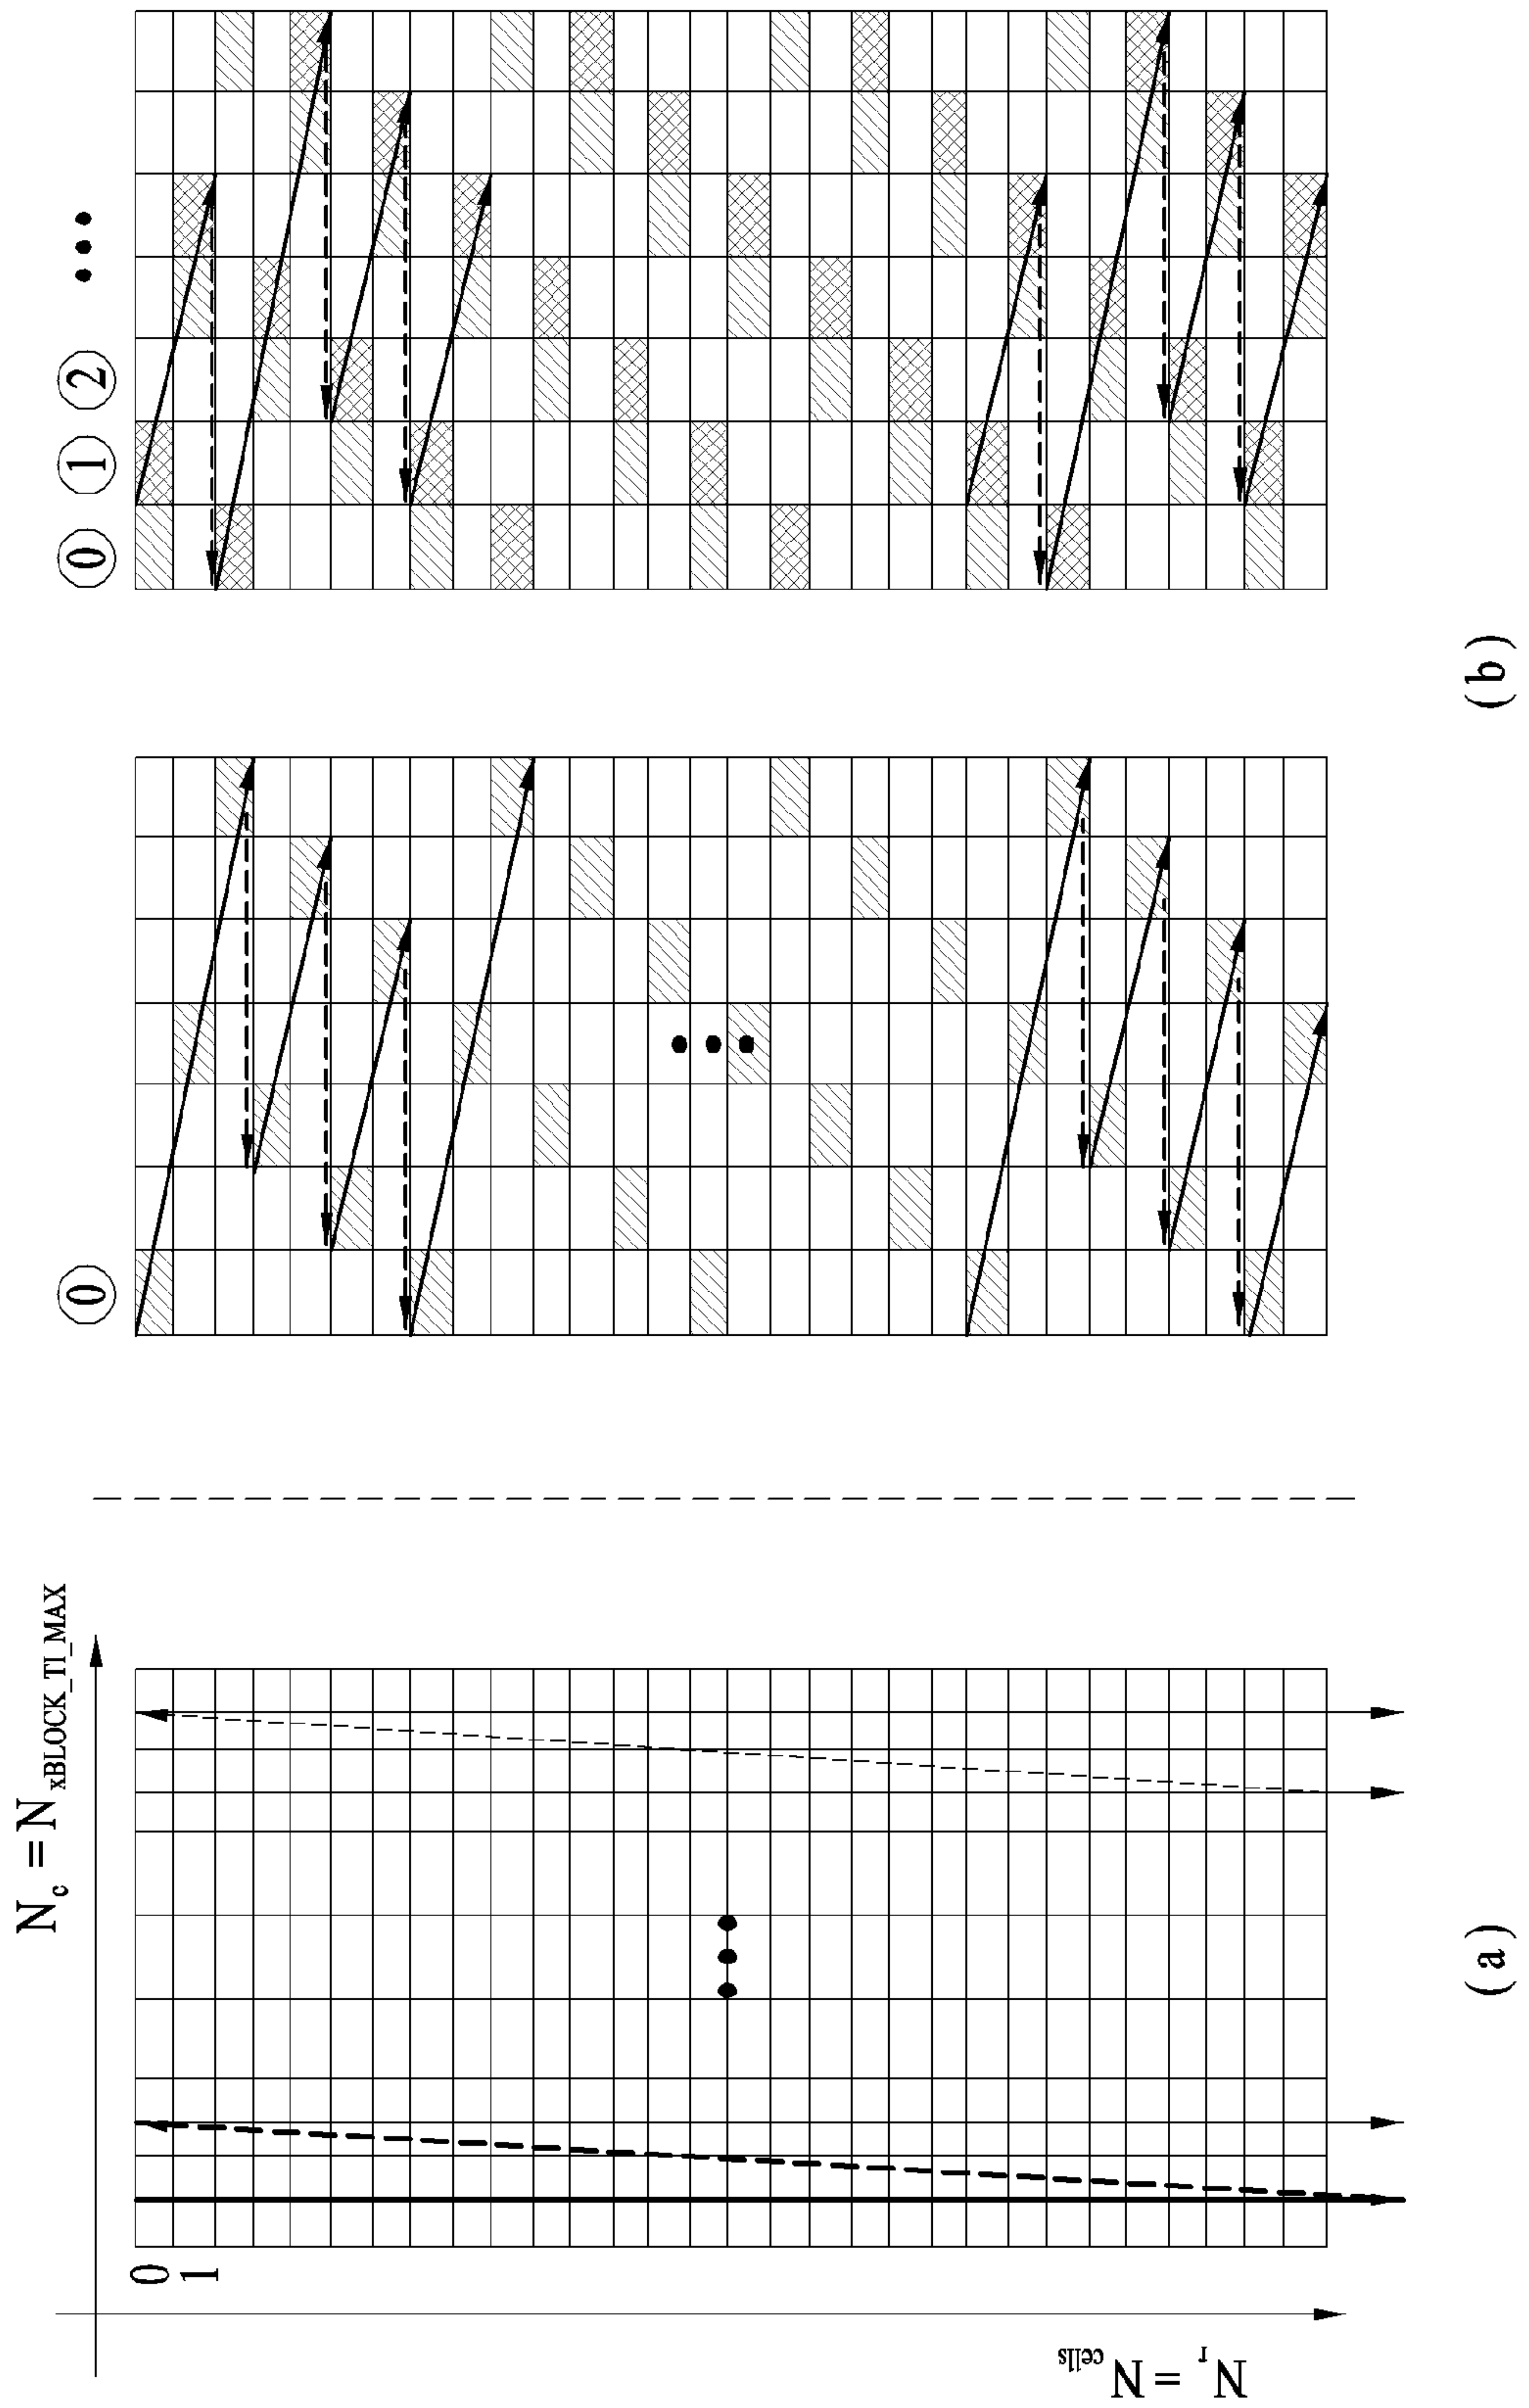 N_c = N_xBLOCK_TI_MAX
0
1
N_r = N_cells
(a)
0
0 1 2 •••
(b)